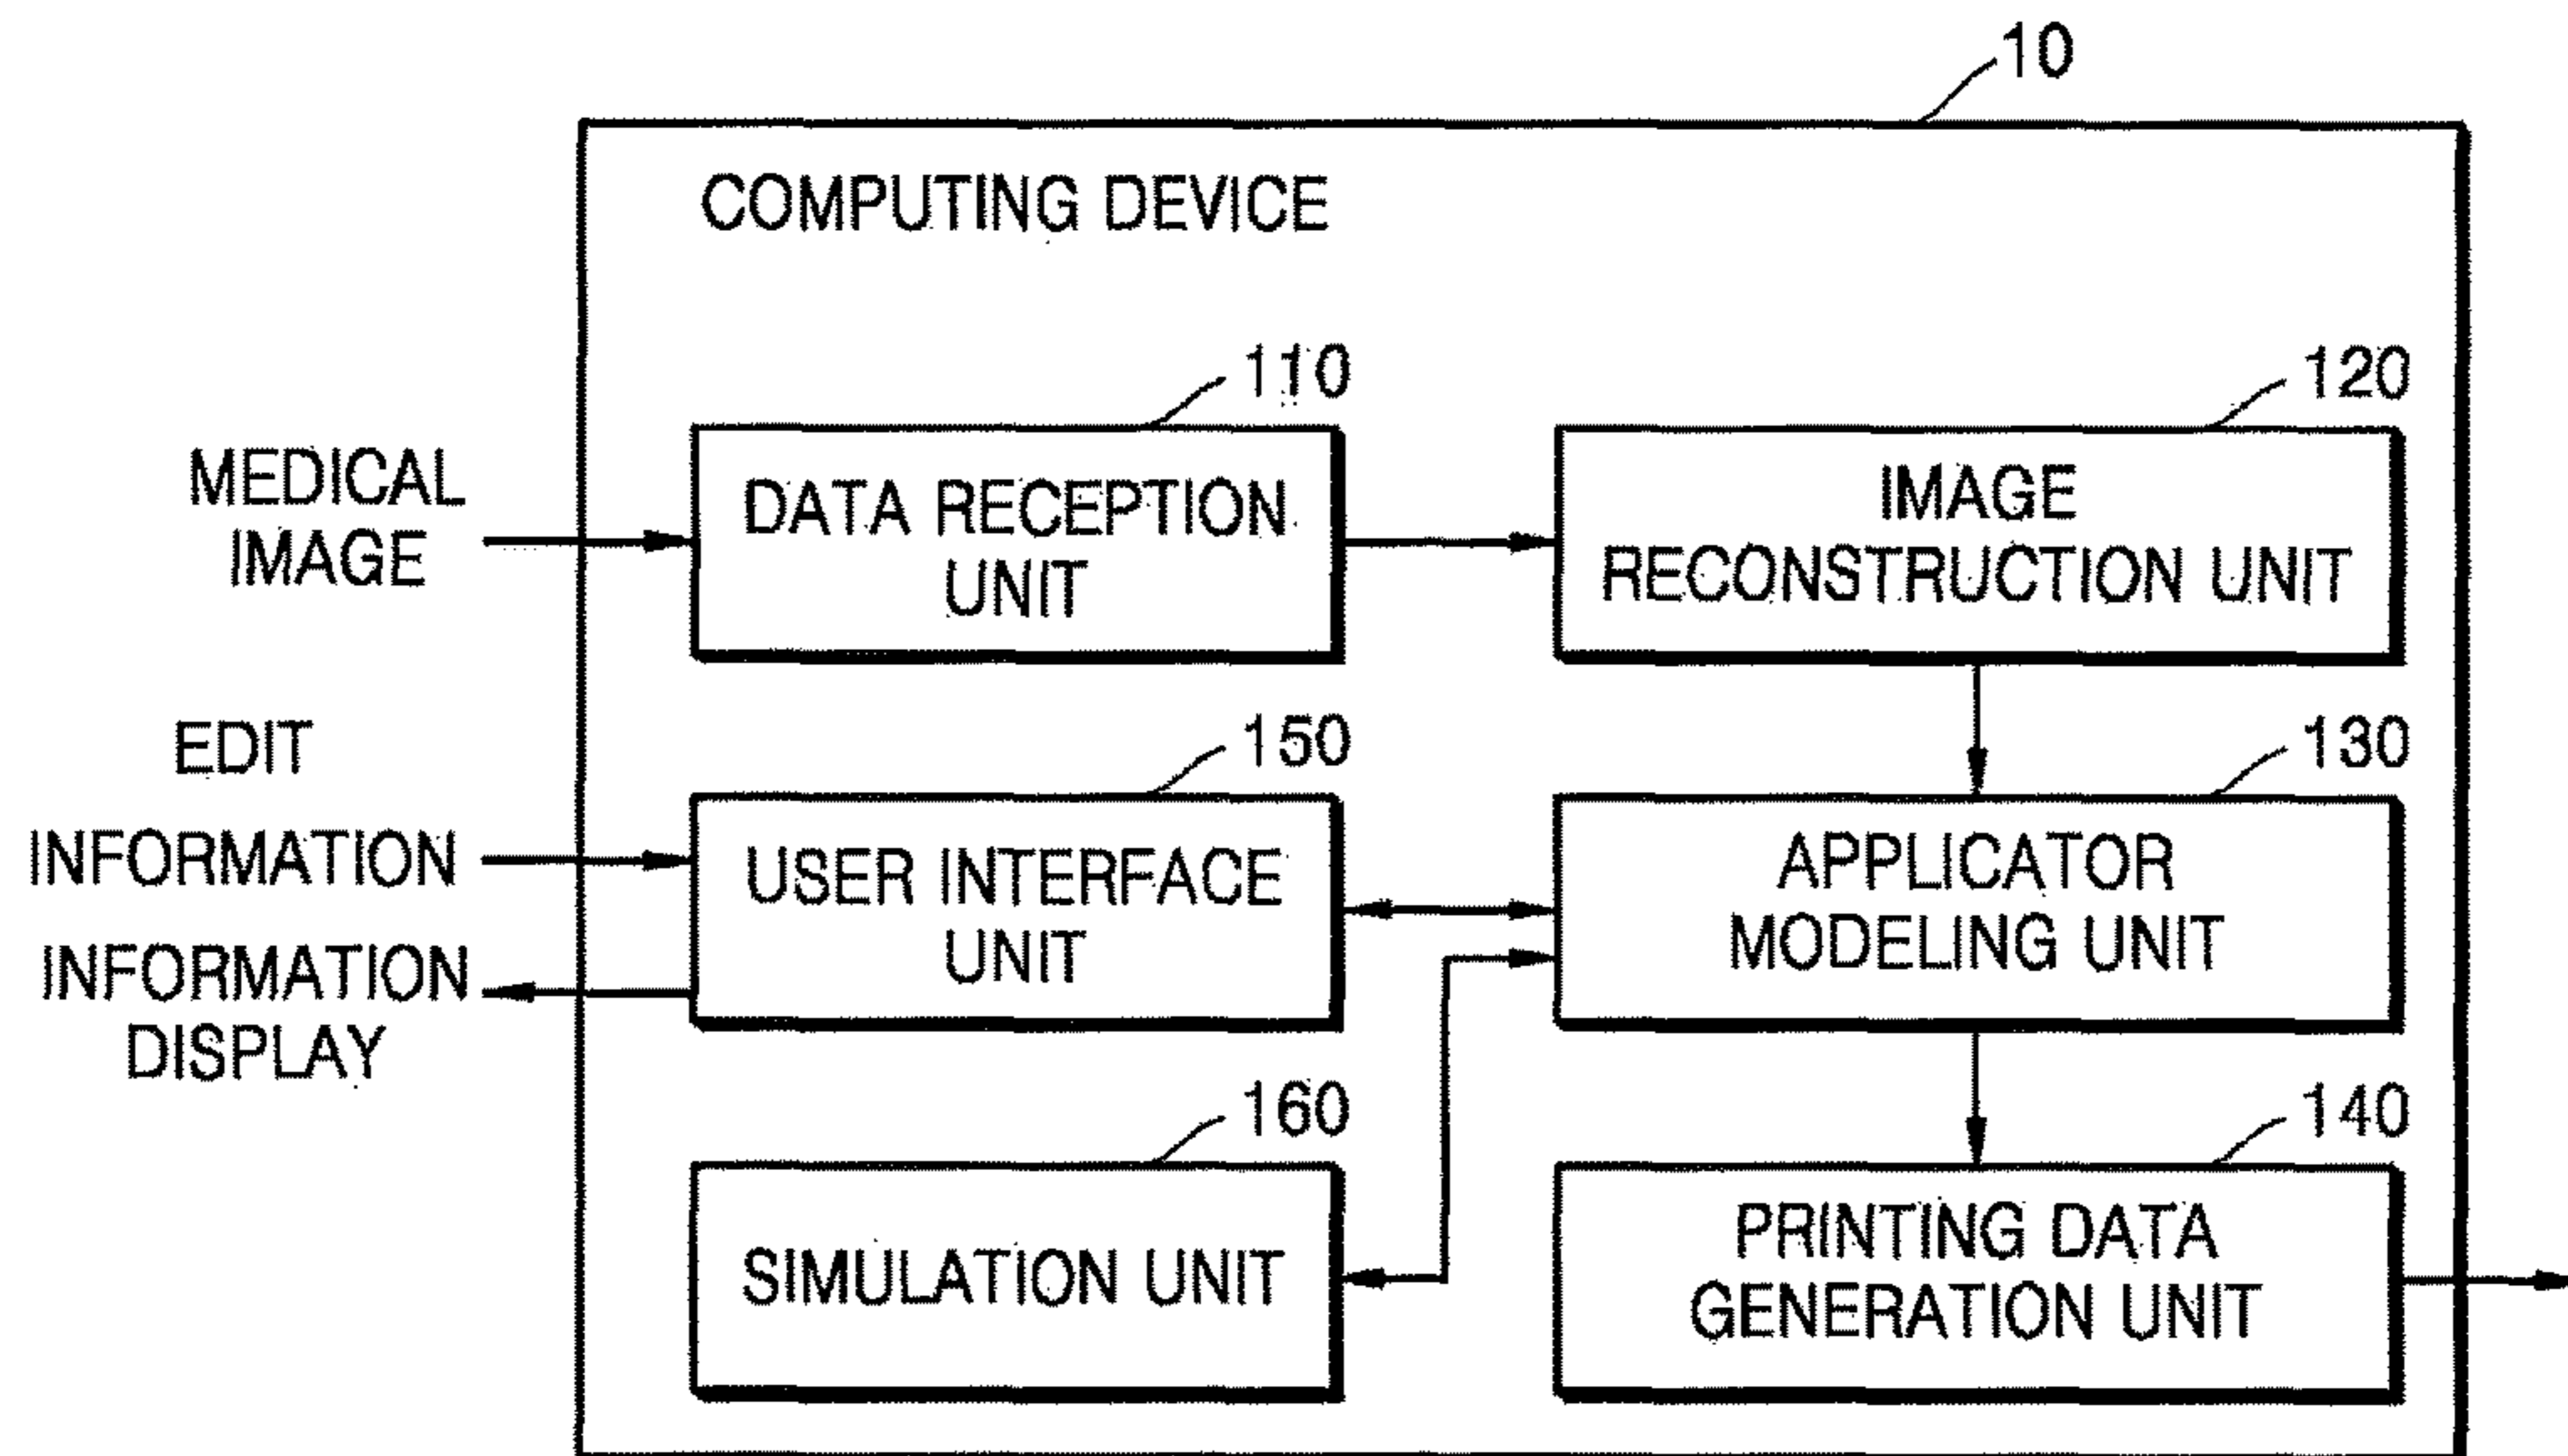 10
COMPUTING DEVICE
110
120
MEDICAL
IMAGE
DATA RECEPTION
UNIT
IMAGE
RECONSTRUCTION UNIT
EDIT
INFORMATION
INFORMATION
DISPLAY
150
130
USER INTERFACE
UNIT
APPLICATOR
MODELING UNIT
160
140
SIMULATION UNIT
PRINTING DATA
GENERATION UNIT